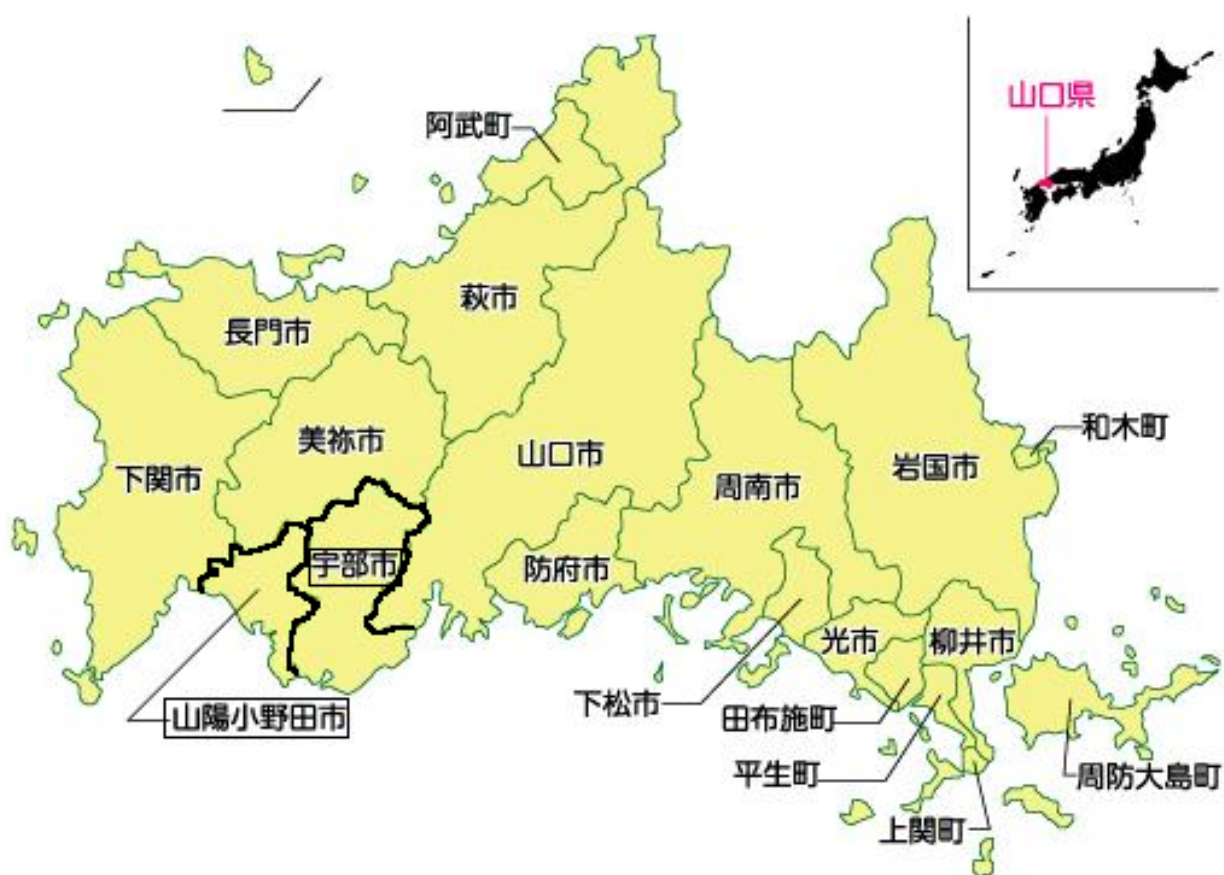 山口県
阿武町
萩市
長門市
和木町
美祢市
山口市
岩国市
下関市
周南市
宇部市
防府市
光市
柳井市
下松市
山陽小野田市
田布施町
平生町
周防大島町
上関町